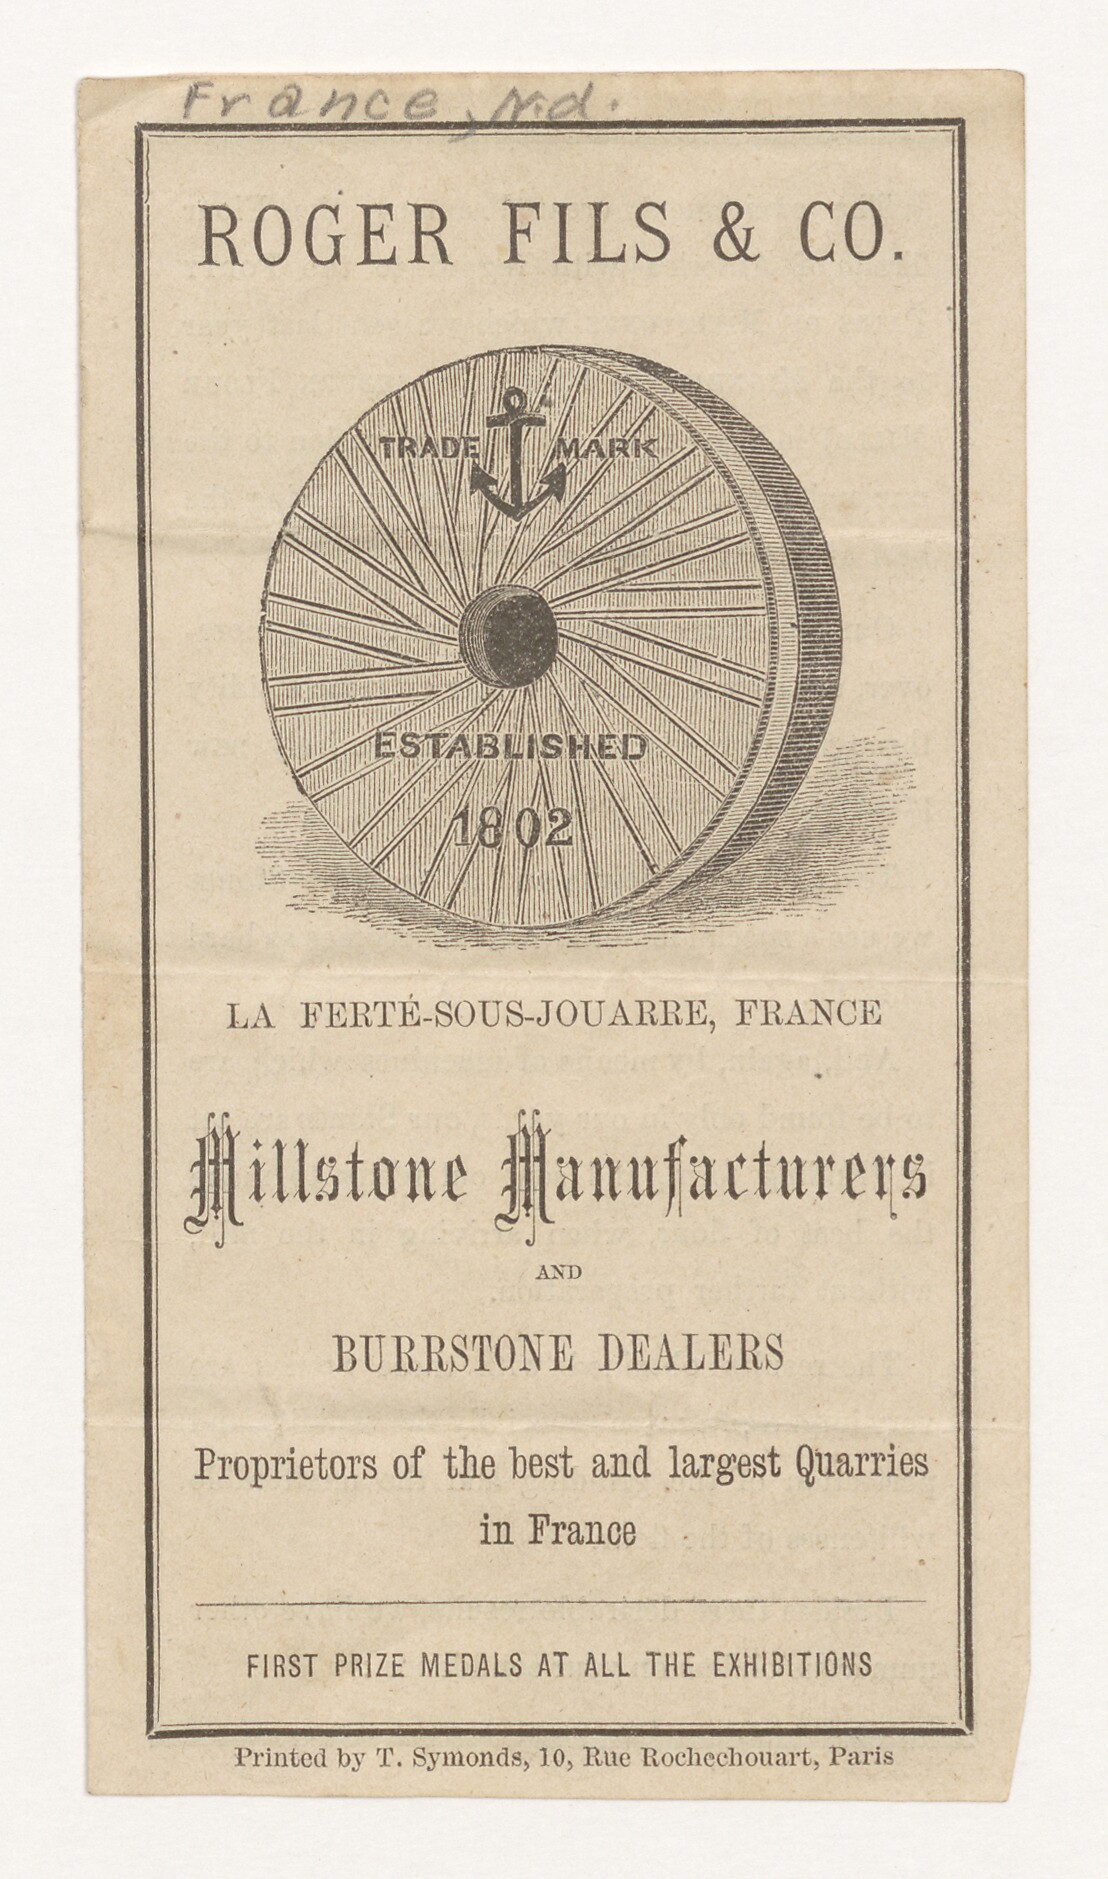 France, N.d.
ROGER FILS & CO.
TRADE MARK
ESTABLISHED
1802
LA FERTÉ-SOUS-JOUARRE, FRANCE
Millstone Manufacturers
AND
BURRSTONE DEALERS
Proprietors of the best and largest Quarries
in France
FIRST PRIZE MEDALS AT ALL THE EXHIBITIONS
Printed by T. Symonds, 10, Rue Rochechouart, Paris